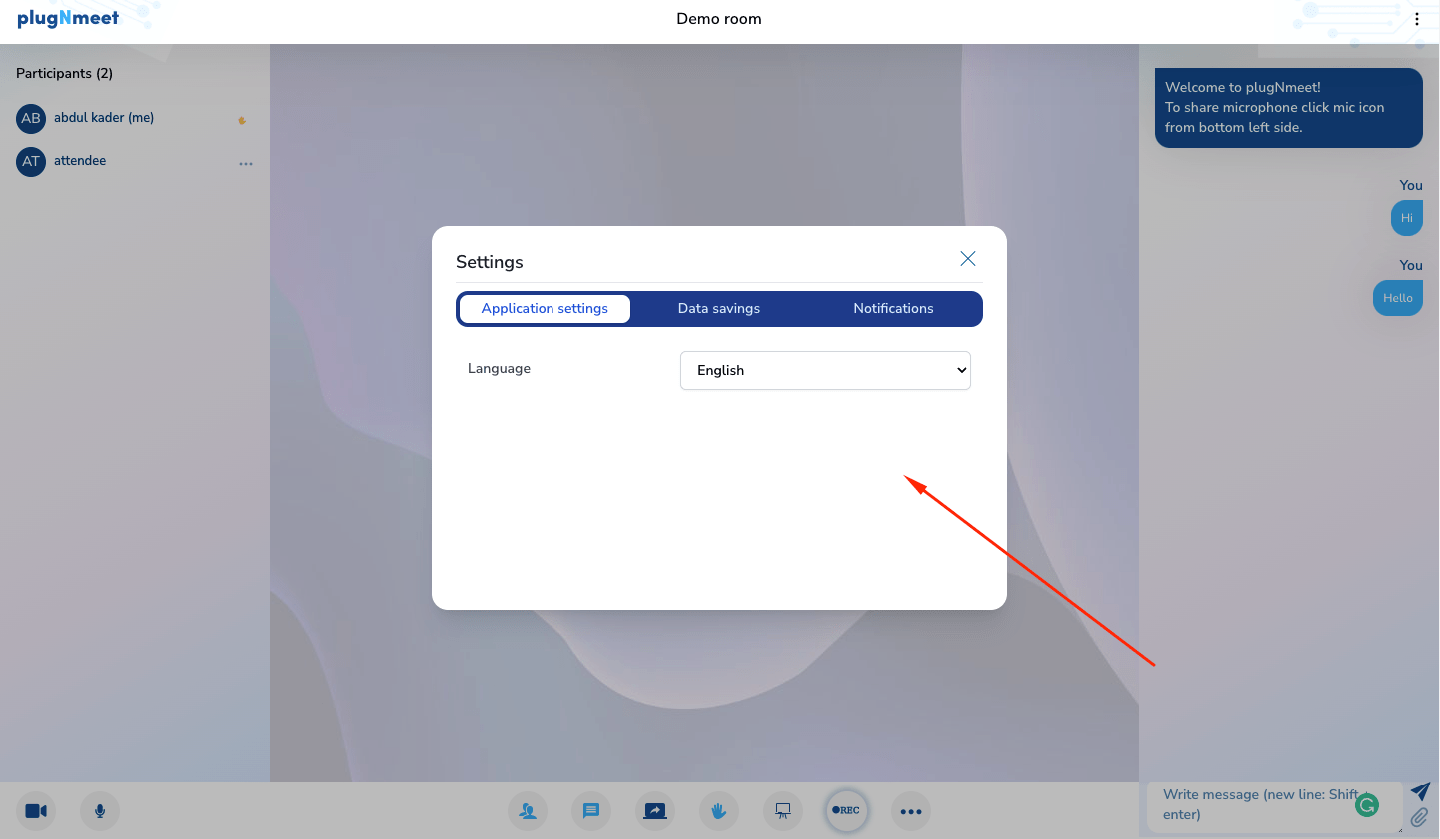 plugNmeet
Demo room
Participants (2)
AB abdul kader (me)
AT attendee
Settings
Application settings Data savings Notifications
Language English
Welcome to plugNmeet!
To share microphone click mic icon
from bottom left side.
You
Hi
You
Hello
REC
Write message (new line: Shift +
enter)